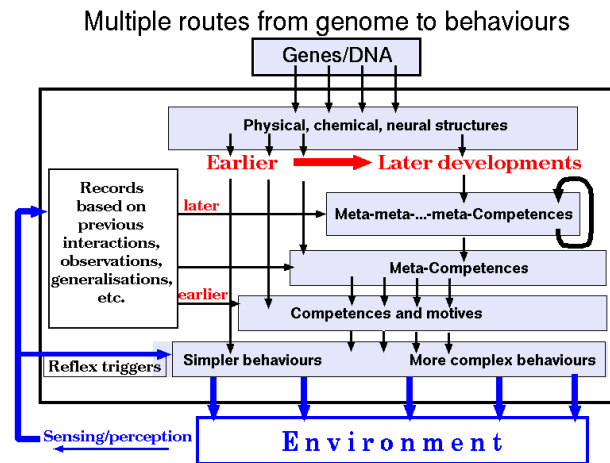 Multiple routes from genome to behaviours
Genes/DNA
Physical, chemical, neural structures
Earlier
Later developments
Records
based on
previous
interactions,
observations,
generalisations,
etc.
later
Meta-meta-...-meta-Competences
Meta-Competences
earlier
Competences and motives
Reflex triggers
Simpler behaviours
More complex behaviours
Sensing/perception
Environment